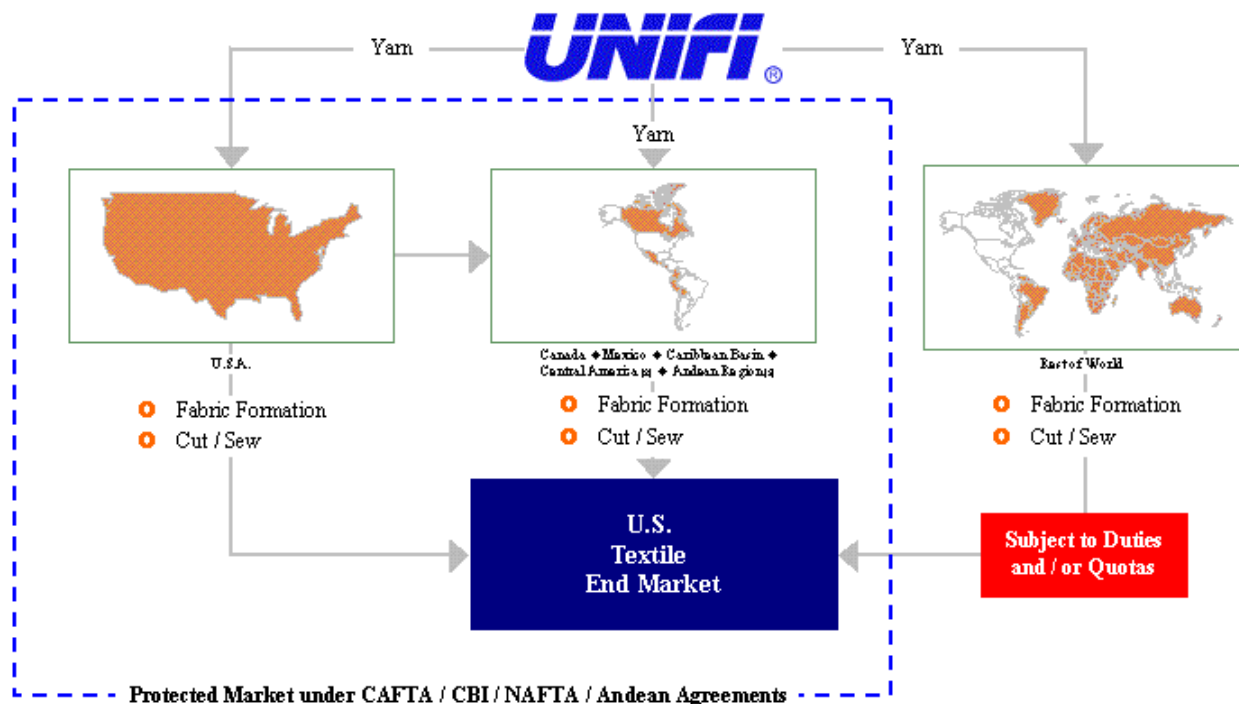 UNIFI ®
Yarn
Yarn
Yarn
U.S.A.
Canada ◆ Mexico ◆ Caribbean Basin ◆
Central America ◆ Andean Region
Rest of World
Fabric Formation
Cut / Sew
Fabric Formation
Cut / Sew
Fabric Formation
Cut / Sew
U.S.
Textile
End Market
Subject to Duties
and / or Quotas
Protected Market under CAFTA / CBI / NAFTA / Andean Agreements